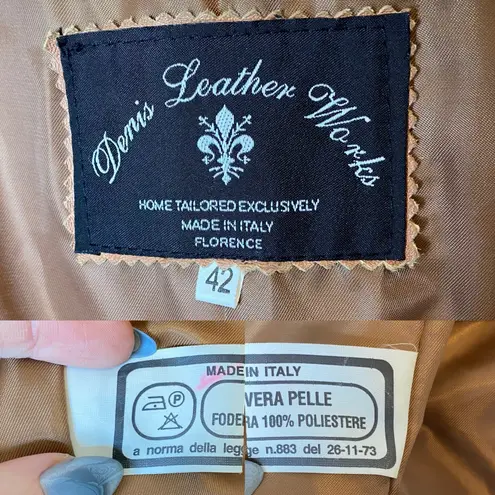 Denis Leather Works
HOME TAILORED EXCLUSIVELY
MADE IN ITALY
FLORENCE
42
MADE IN ITALY
P
VERA PELLE
FODERA 100% POLIESTERE
a norma della legge n.883 del 26-11-73